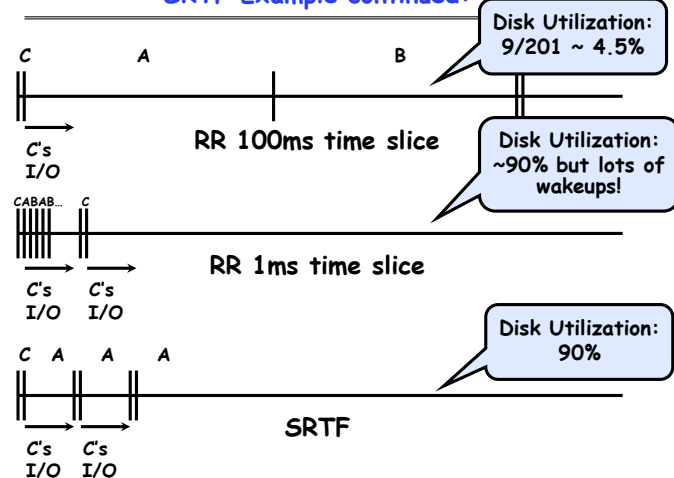 SRTF Example continued:
Disk Utilization:
9/201 ~ 4.5%
C A B
C's
I/O
RR 100ms time slice
Disk Utilization:
~90% but lots of
wakeups!
CABAB... C
C's
I/O
C's
I/O
RR 1ms time slice
Disk Utilization:
90%
C A A A
C's
I/O
C's
I/O
SRTF